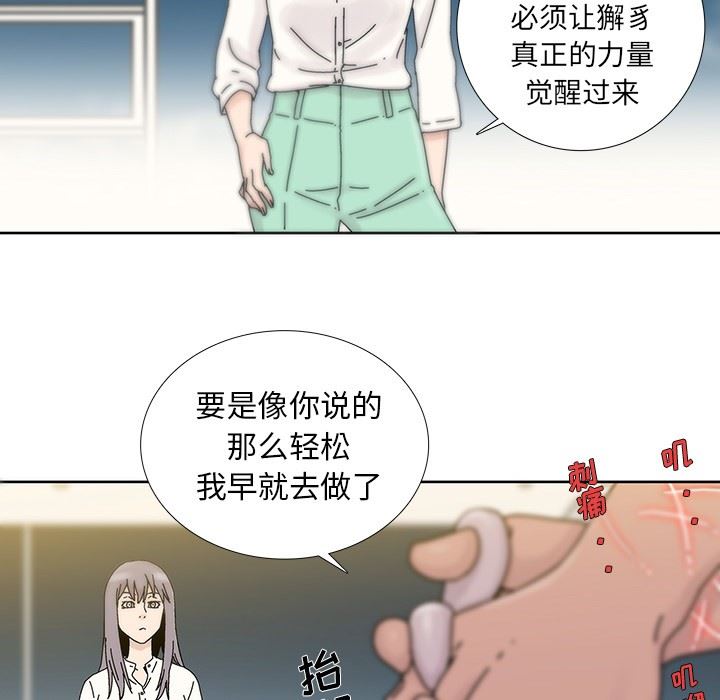 必须让獬豸
真正的力量
觉醒过来
要是像你说的
那么轻松
我早就去做了
叽..
刺痛..
抬
叽